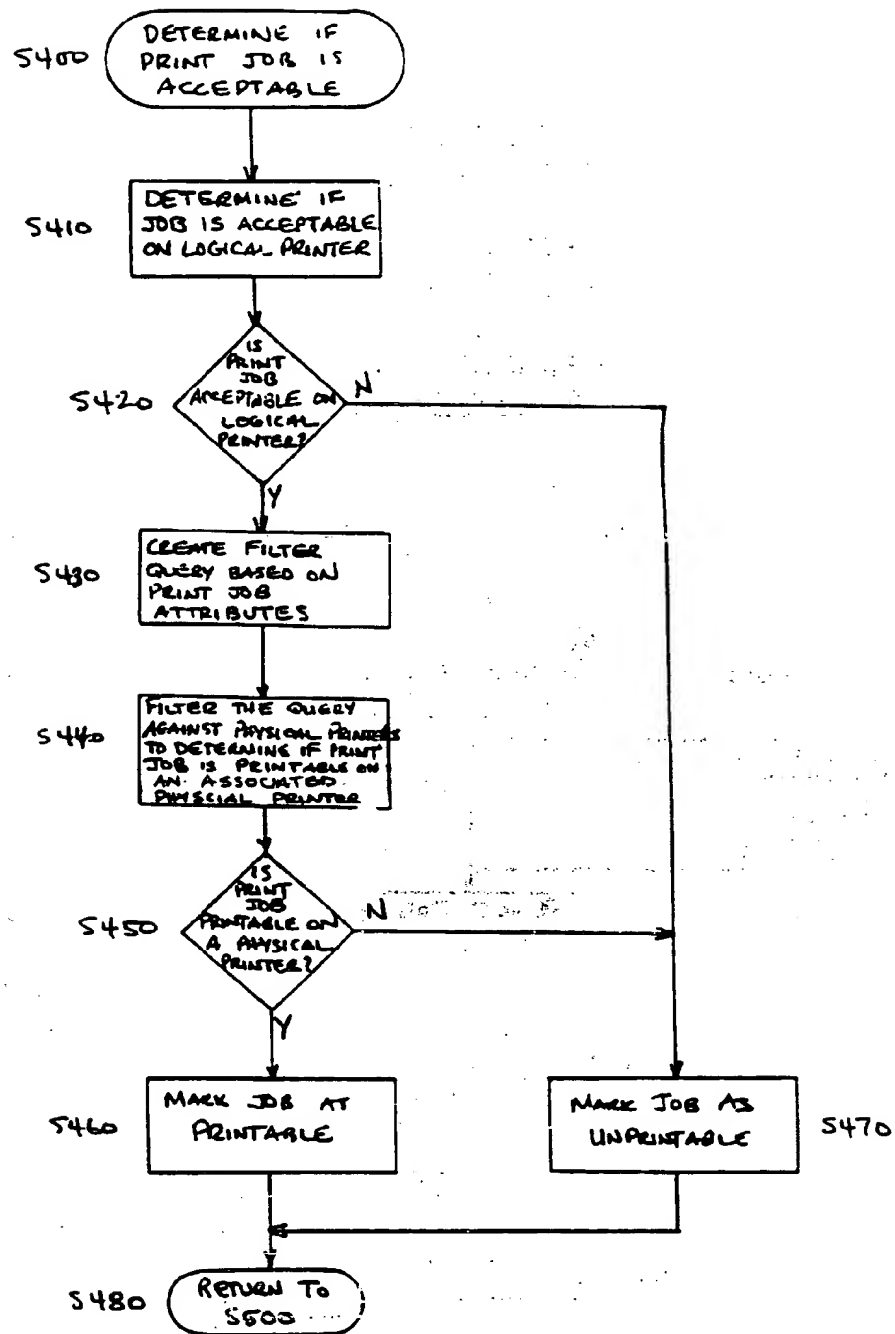 S400
DETERMINE IF
PRINT JOB IS
ACCEPTABLE
S410
DETERMINE IF
JOB IS ACCEPTABLE
ON LOGICAL PRINTER
S420
IS
PRINT
JOB
ACCEPTABLE ON
LOGICAL
PRINTER?
N
Y
S430
CREATE FILTER
QUERY BASED ON
PRINT JOB
ATTRIBUTES
S440
FILTER THE QUERY
AGAINST PHYSICAL PRINTERS
TO DETERMINE IF PRINT
JOB IS PRINTABLE ON
AN ASSOCIATED
PHYSCIAL PRINTER
S450
IS
PRINT
JOB
PRINTABLE ON
A PHYSICAL
PRINTER?
N
Y
S460
MARK JOB AT
PRINTABLE
MARK JOB AS
UNPRINTABLE
S470
S480
RETURN TO
S500